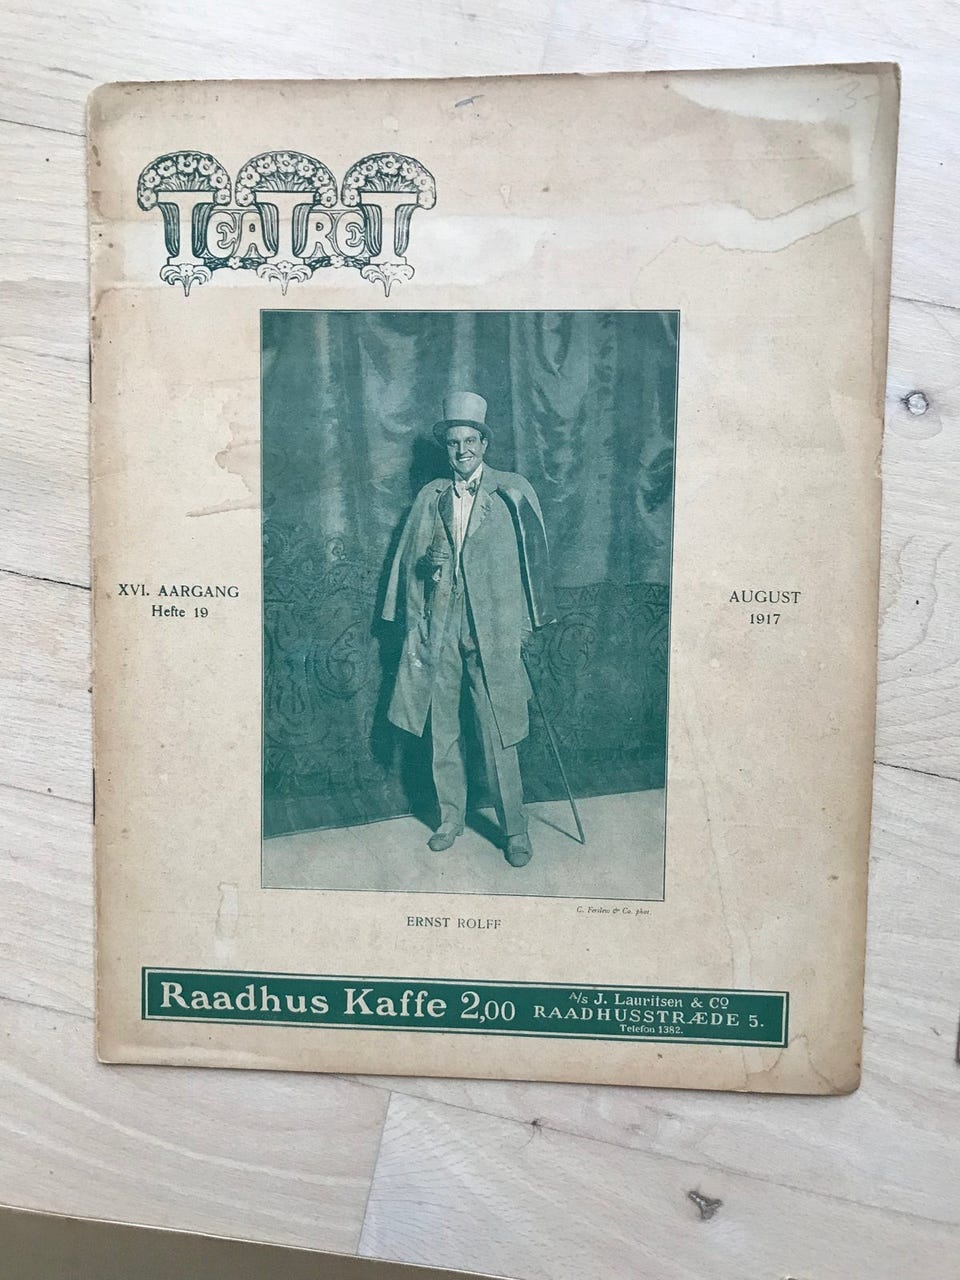 TEATRET
XVI. AARGANG
Hefte 19
AUGUST
1917
C. Ferslew & Co. phot.
ERNST ROLFF
Raadhus Kaffe 2,00
A/S J. Lauritsen & Co
RAADHUSSTRÆDE 5.
Telefon 1382.